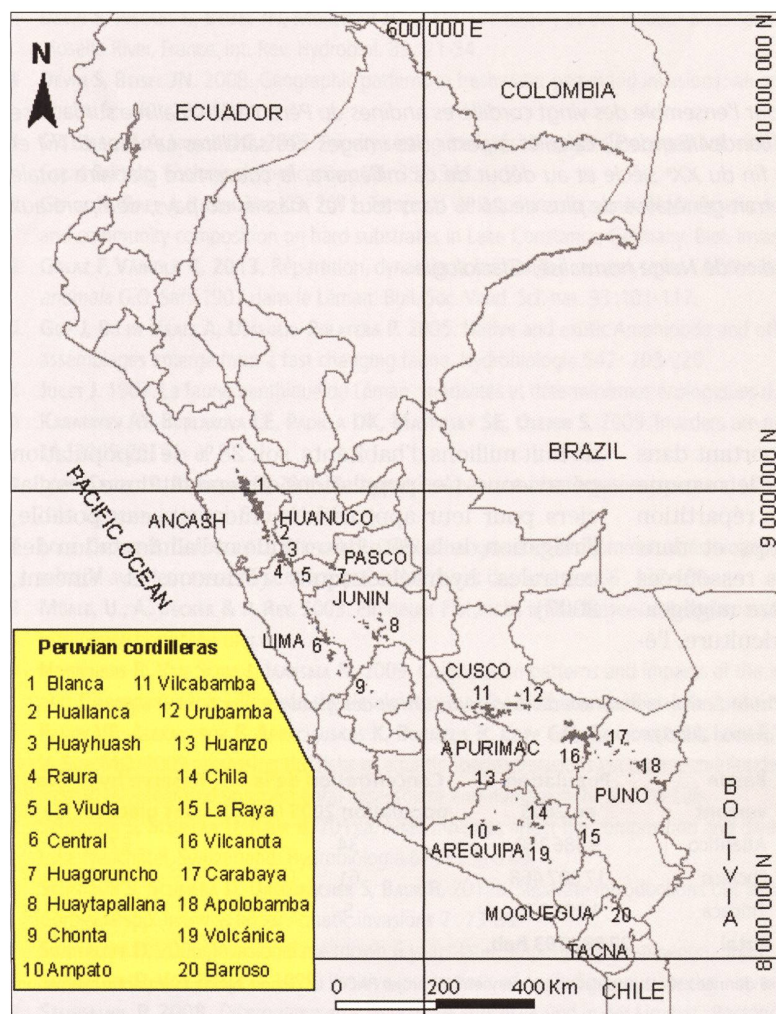 600 000 E
N
COLOMBIA
10 000 000 N
ECUADOR
BRAZIL
9 000 000 N
PACIFIC OCEAN
1
ANCASH
HUANUCO
2
3
PASCO
4
5
JUNIN
8
LIMA
6
9
CUSCO
11
12
APURIMAC
17
16
18
13
PUNO
14
10
15
AREQUIPA
19
MOQUEGUA
20
TACNA
BOLIVIA
8 000 000 N
CHILE
200
400 Km
Peruvian cordilleras
1 Blanca 11 Vilcabamba
2 Huallanca 12 Urubamba
3 Huayhuash 13 Huanzo
4 Raura 14 Chila
5 La Viuda 15 La Raya
6 Central 16 Vilcanota
7 Huagoruncho 17 Carabaya
8 Huaytapallana 18 Apolobamba
9 Chonta 19 Volcánica
10 Ampato 20 Barroso